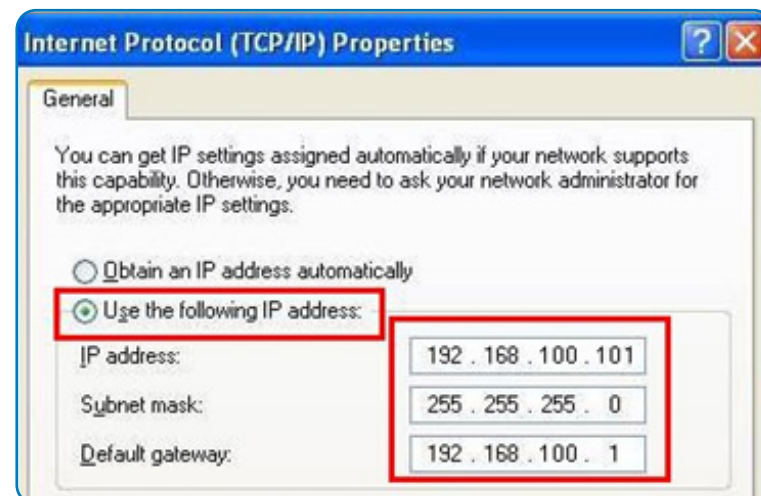 Internet Protocol (TCP/IP) Properties
General
You can get IP settings assigned automatically if your network supports
this capability. Otherwise, you need to ask your network administrator for
the appropriate IP settings.
Obtain an IP address automatically
Use the following IP address:
IP address: 192 . 168 . 100 . 101
Subnet mask: 255 . 255 . 255 . 0
Default gateway: 192 . 168 . 100 . 1